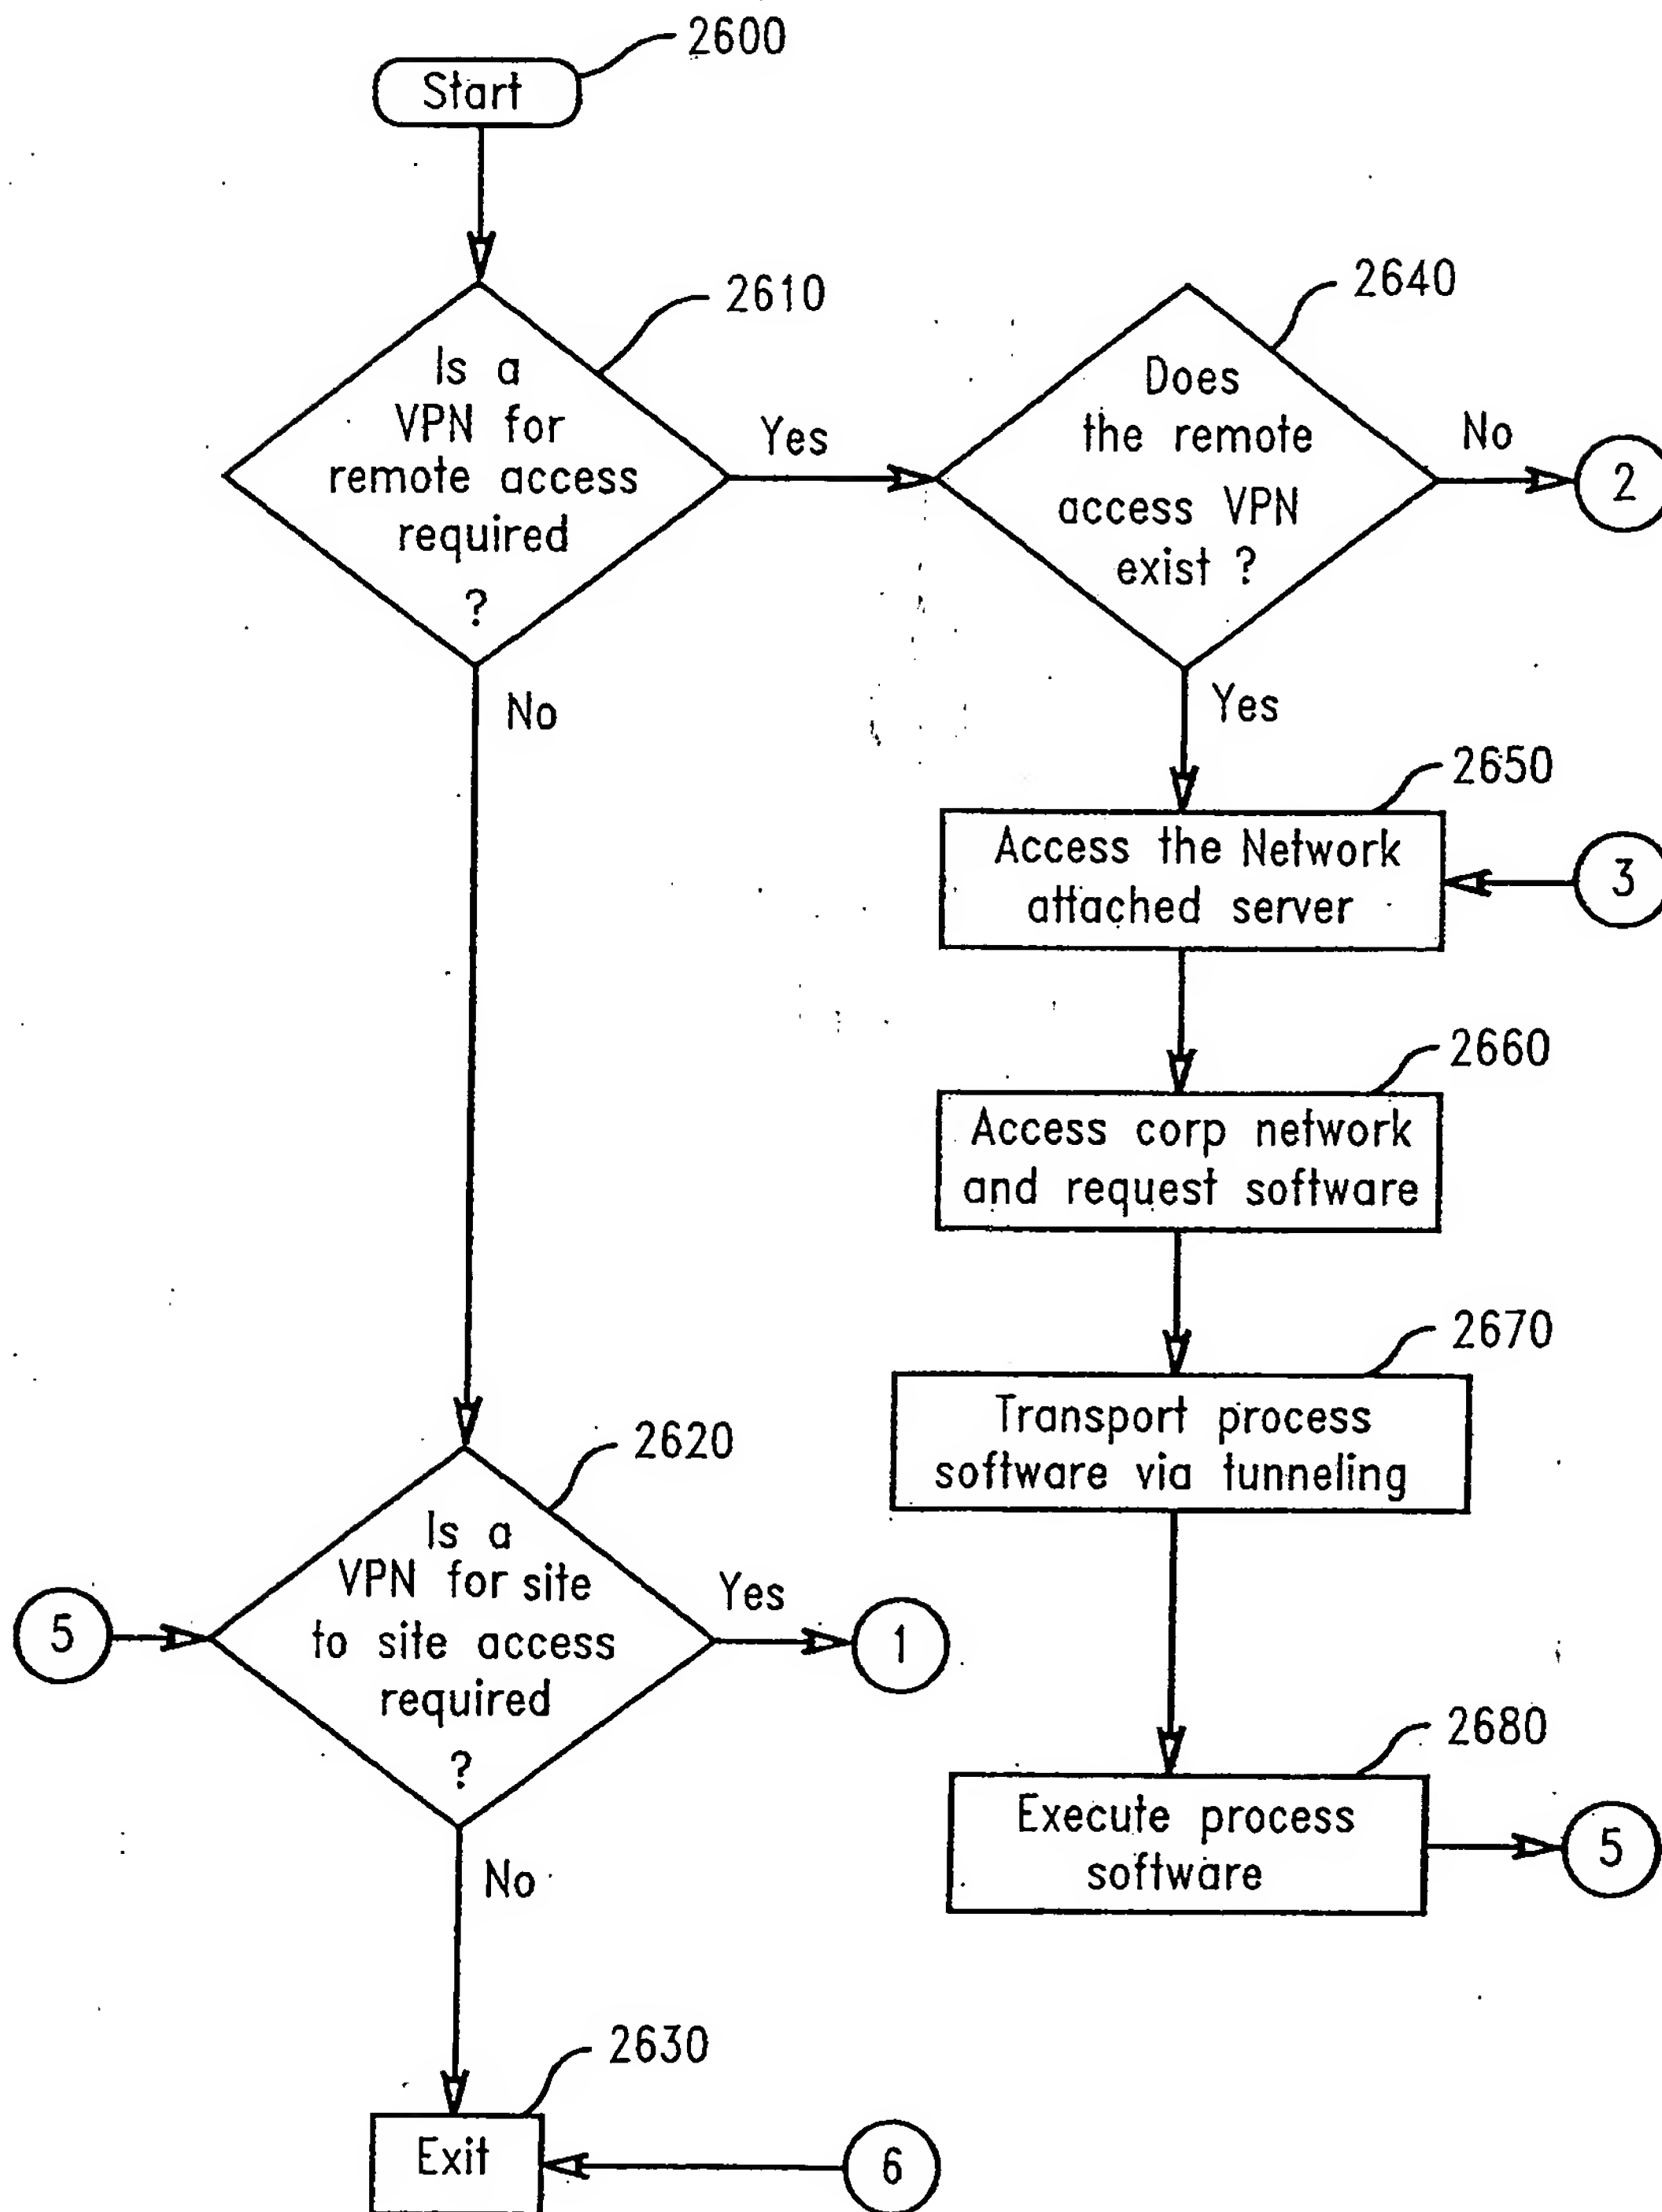 2600
Start
2610
Is a
VPN for
remote access
required
?
Yes
No
2640
Does
the remote
access VPN
exist ?
No
2
Yes
2650
Access the Network
attached server
3
2660
Access corp network
and request software
2670
Transport process
software via tunneling
2680
Execute process
software
5
2620
Is a
VPN for site
to site access
required
?
5
Yes
1
No
2630
Exit
6